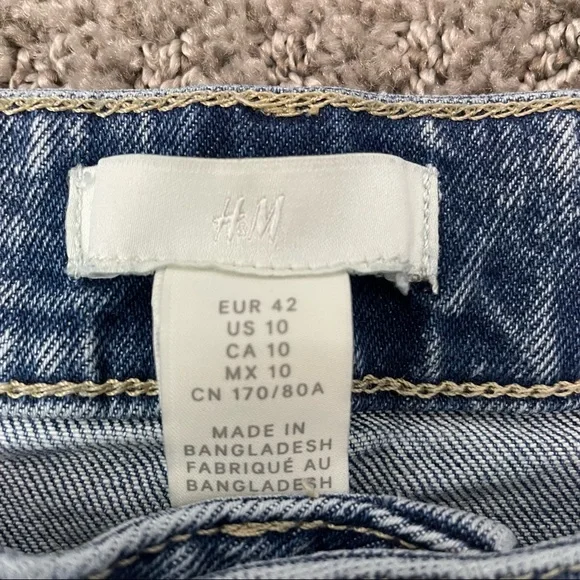 H&M
EUR 42
US 10
CA 10
MX 10
CN 170/80A
MADE IN
BANGLADESH
FABRIQUÉ AU
BANGLADESH